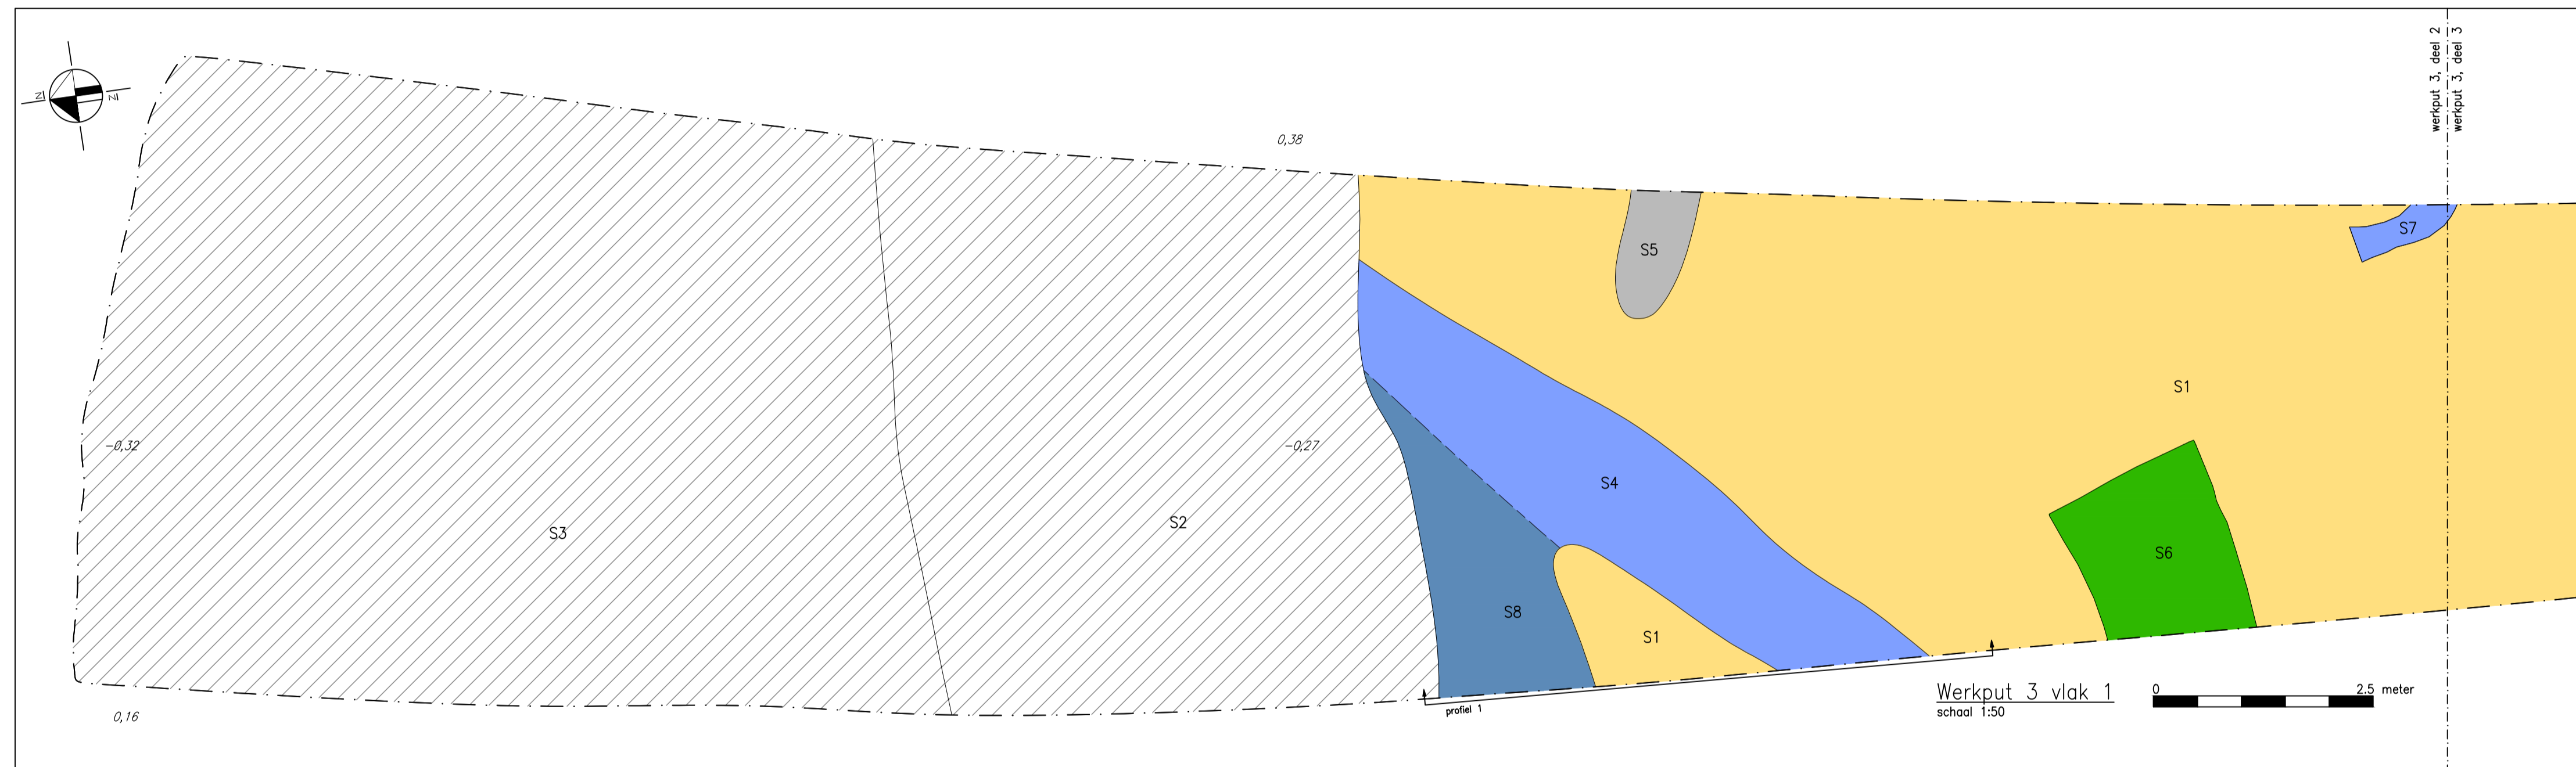 werkput 3, deel 2
werkput 3, deel 3
N
N
0,38
S7
S5
S1
-0,32
-0,27
S4
S2
S3
S6
S8
S1
Werkput 3 vlak 1
schaal 1:50
0 2.5 meter
profiel 1
0,16